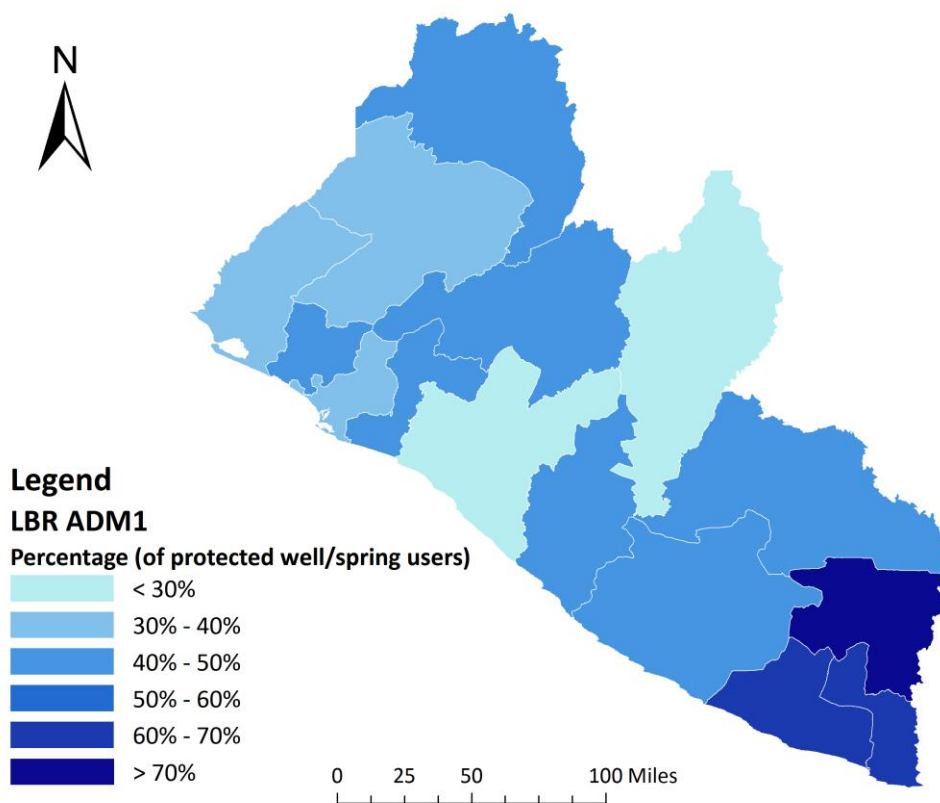 N
Legend
LBR ADM1
Percentage (of protected well/spring users)
< 30%
30% - 40%
40% - 50%
50% - 60%
60% - 70%
> 70%
0 25 50 100 Miles